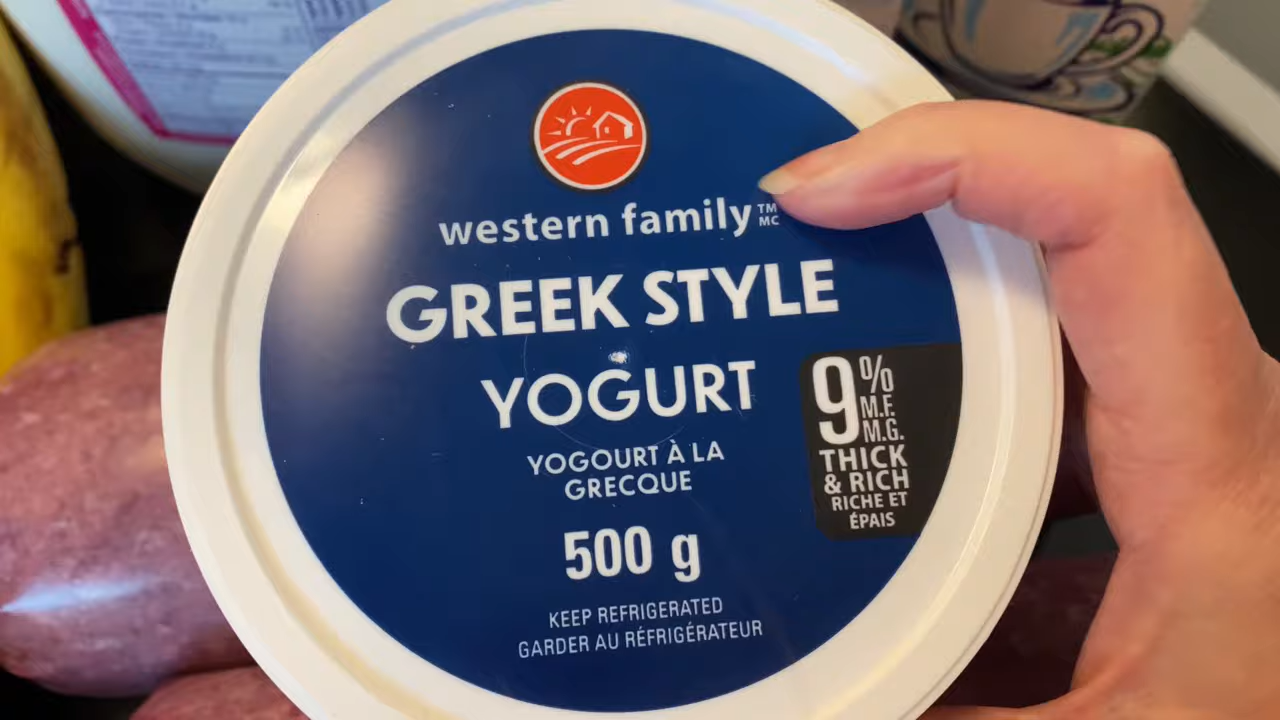 western family™ MC
GREEK STYLE
YOGURT
YOGOURT À LA
GRECQUE
500 g
KEEP REFRIGERATED
GARDER AU RÉFRIGÉRATEUR
9%
M.F.
M.G.
THICK
& RICH
RICHE ET
ÉPAIS